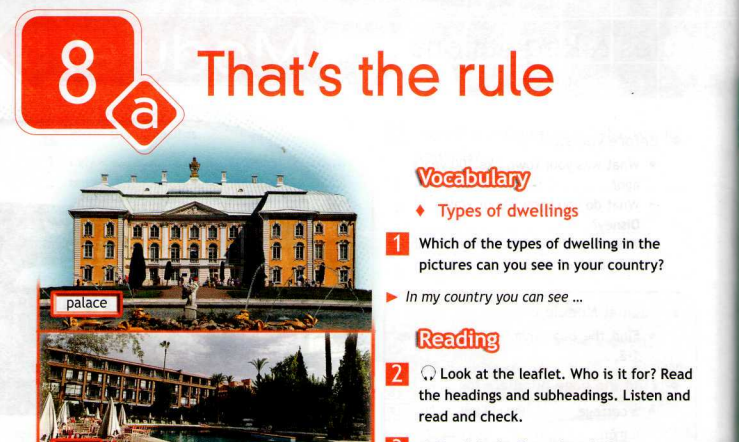 8
a
That's the rule
palace
Vocabulary
♦ Types of dwellings
1 Which of the types of dwelling in the
pictures can you see in your country?
► In my country you can see ...
Reading
2 Look at the leaflet. Who is it for? Read
the headings and subheadings. Listen and
read and check.